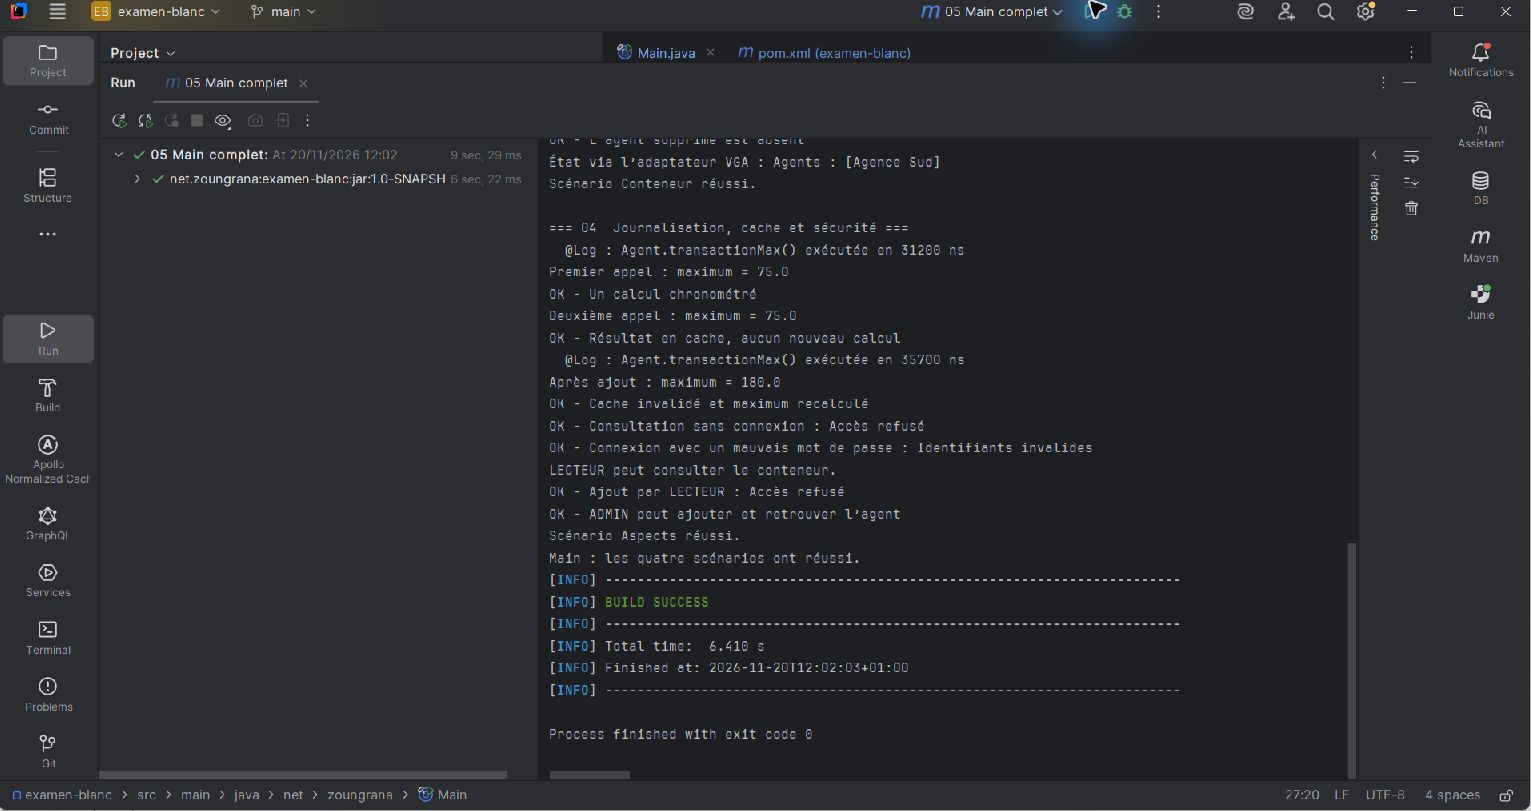 EB examen-blanc main 05 Main complet
Project
Main.java pom.xml (examen-blanc)
Run 05 Main complet
05 Main complet: At 20/11/2026 12:02 9 sec, 29 ms
net.zoungrana:examen-blanc:jar:1.0-SNAPSH 6 sec, 22 ms
OK - L'agent supprimé est absent
État via l'adaptateur VGA : Agents : [Agence Sud]
Scénario Conteneur réussi.
=== 04 Journalisation, cache et sécurité ===
@Log : Agent.transactionMax() exécutée en 31200 ns
Premier appel : maximum = 75.0
OK - Un calcul chronométré
Deuxième appel : maximum = 75.0
OK - Résultat en cache, aucun nouveau calcul
@Log : Agent.transactionMax() exécutée en 35700 ns
Après ajout : maximum = 180.0
OK - Cache invalidé et maximum recalculé
OK - Consultation sans connexion : Accès refusé
OK - Connexion avec un mauvais mot de passe : Identifiants invalides
LECTEUR peut consulter le conteneur.
OK - Ajout par LECTEUR : Accès refusé
OK - ADMIN peut ajouter et retrouver l'agent
Scénario Aspects réussi.
Main : les quatre scénarios ont réussi.
[INFO] ------------------------------------------------------------------------
[INFO] BUILD SUCCESS
[INFO] ------------------------------------------------------------------------
[INFO] Total time:  6.410 s
[INFO] Finished at: 2026-11-20T12:02:03+01:00
[INFO] ------------------------------------------------------------------------
Process finished with exit code 0
Project
Commit
Structure
Run
Build
Apollo
Normalized Cach
GraphQL
Services
Terminal
Problems
Git
Performance
Notifications
AI
Assistant
DB
Maven
Junie
examen-blanc > src > main > java > net > zoungrana > Main
27:20 LF UTF-8 4 spaces